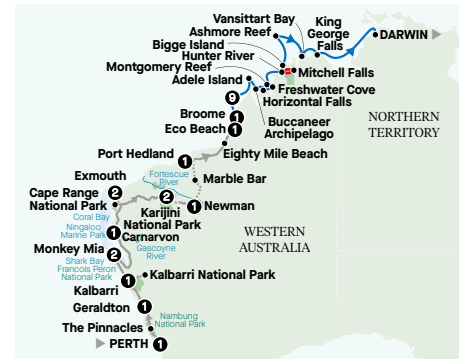 Vansittart Bay
Ashmore Reef
King
George
Falls
DARWIN
Bigge Island
Hunter River
Montgomery Reef
Mitchell Falls
Adele Island
Freshwater Cove
Horizontal Falls
9
Broome
1
Buccaneer
Archipelago
Eco Beach
1
NORTHERN
TERRITORY
Port Hedland
1
Eighty Mile Beach
Exmouth
Fortescue
River
Marble Bar
Cape Range
National Park
2
2
1
Newman
Karijini
National Park
Coral Bay
Ningaloo
Marine Park
1
Carnarvon
WESTERN
AUSTRALIA
Monkey Mia
2
Gascoyne
River
Shark Bay
Francois Peron
National Park
Kalbarri National Park
Kalbarri
1
Geraldton
1
Nambung
National Park
The Pinnacles
PERTH
1